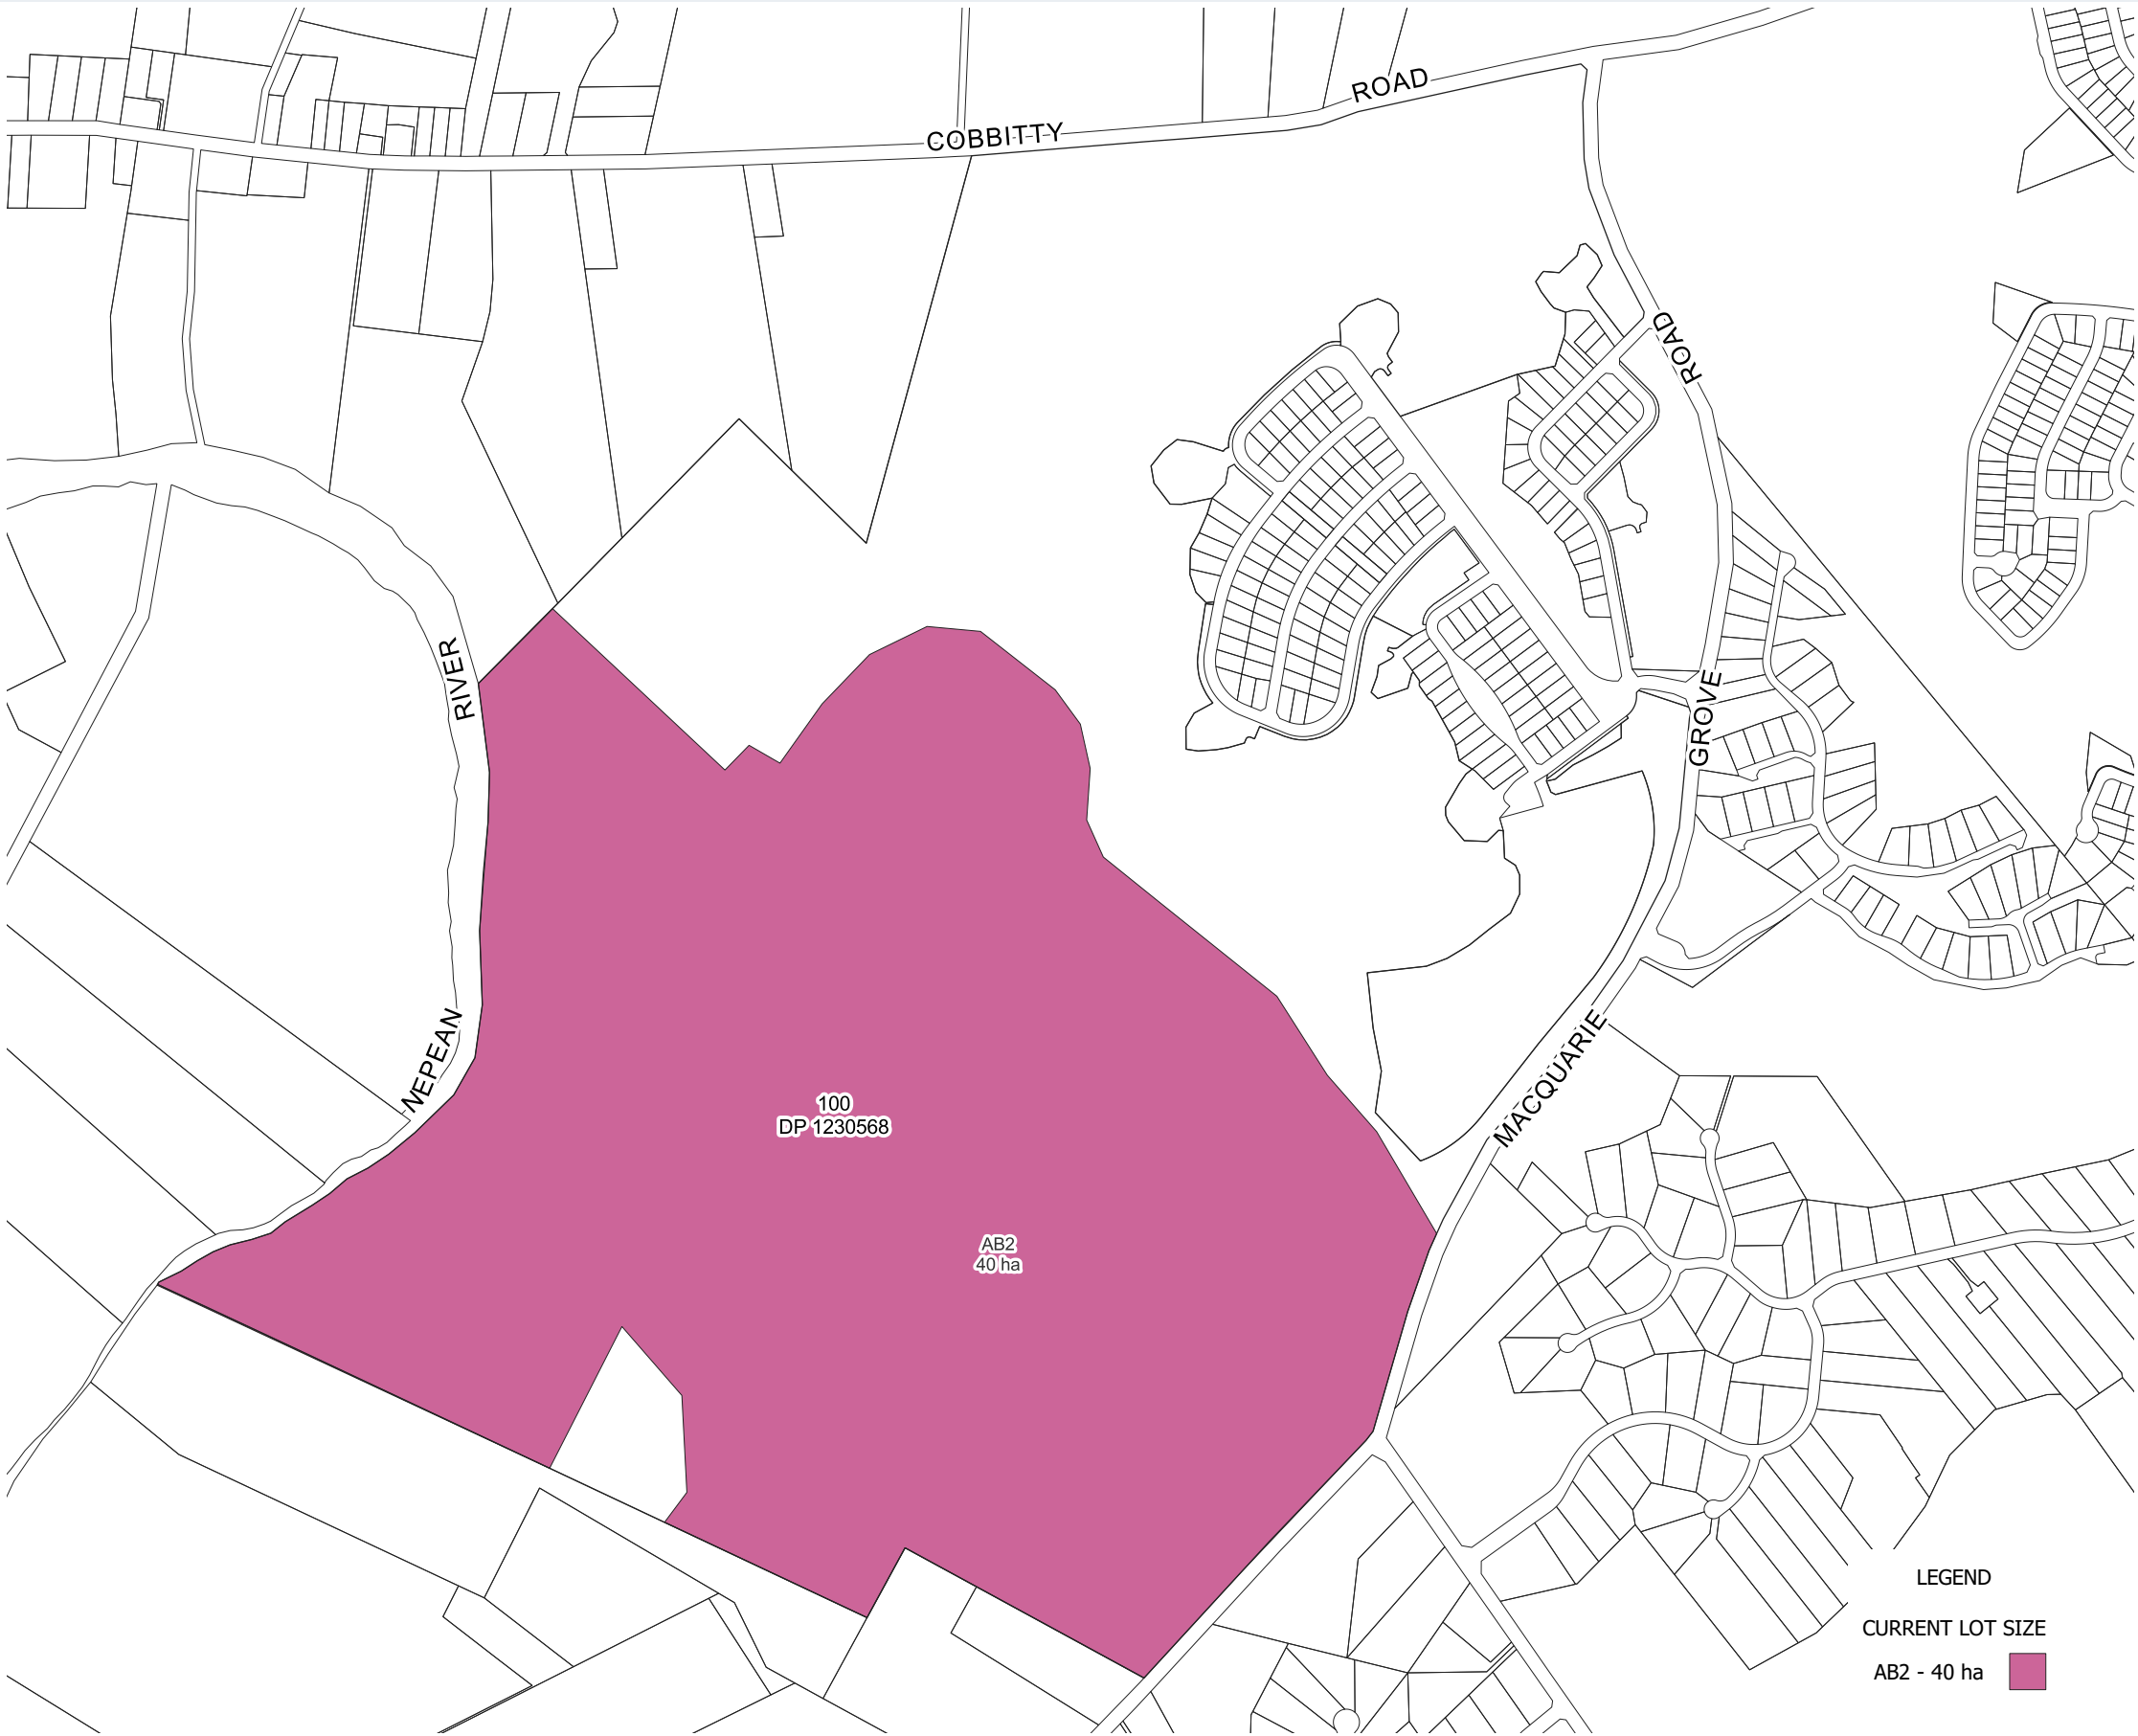 ROAD
COBBITTY
ROAD
RIVER
GROVE
NEPEAN
MACQUARIE
100
DP 1230568
AB2
40 ha
LEGEND
CURRENT LOT SIZE
AB2 - 40 ha